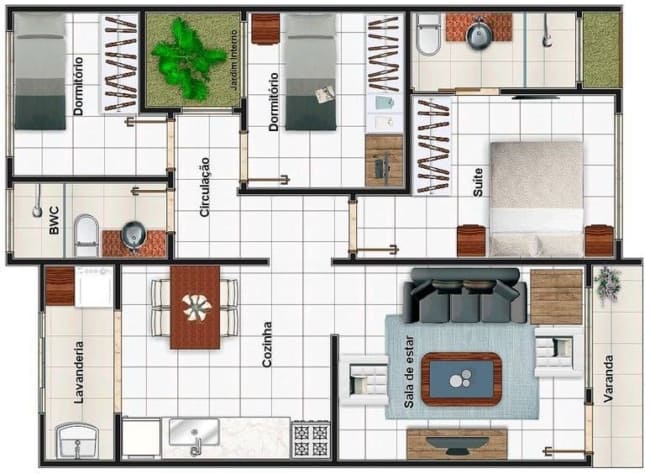 Dormitório
Jardim Interno
Dormitório
Circulação
BWC
Suíte
Lavanderia
Cozinha
Sala de estar
Varanda